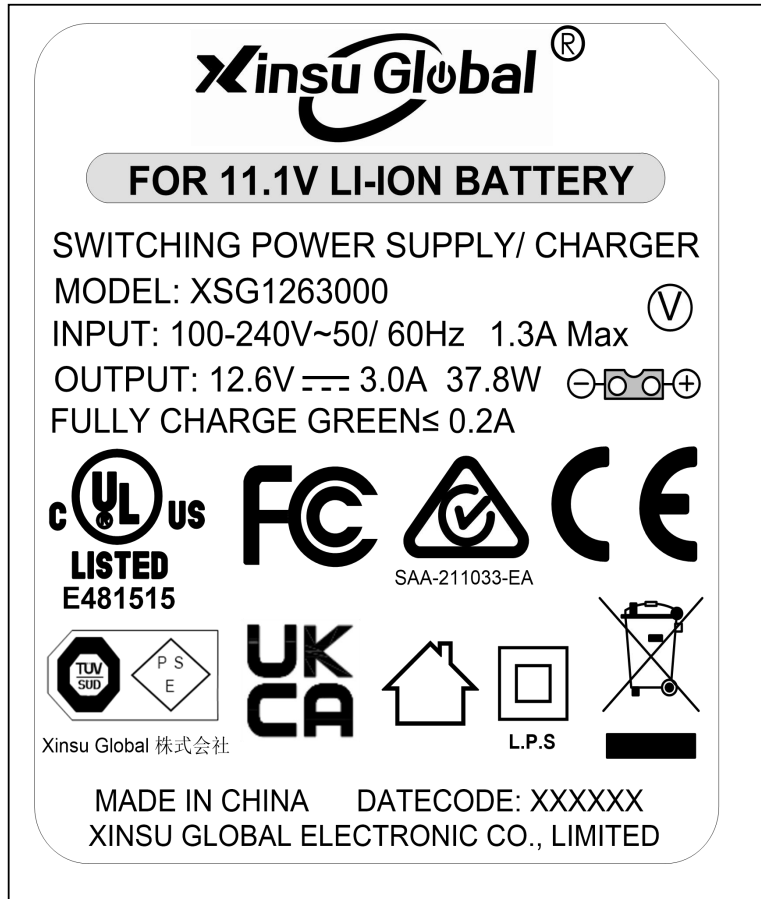 Xinsu Global ®
FOR 11.1V LI-ION BATTERY
SWITCHING POWER SUPPLY/ CHARGER
MODEL: XSG1263000
INPUT: 100-240V~50/ 60Hz 1.3A Max
V
OUTPUT: 12.6V ⎓ 3.0A 37.8W
FULLY CHARGE GREEN≤ 0.2A
C UL US
LISTED
E481515
FC
SAA-211033-EA
CE
TUV
SUD
P S
E
Xinsu Global 株式会社
UK
CA
L.P.S
MADE IN CHINA DATECODE: XXXXXX
XINSU GLOBAL ELECTRONIC CO., LIMITED